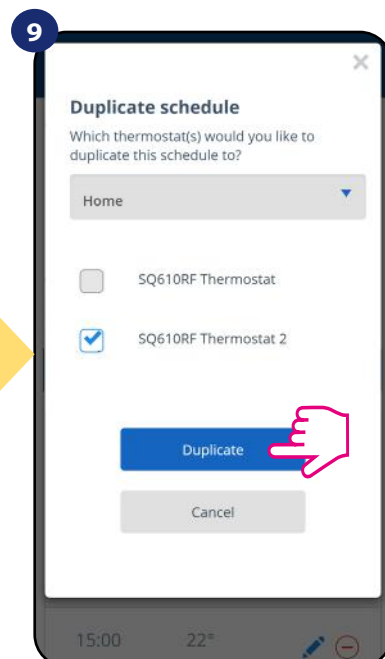 9
Duplicate schedule
Which thermostat(s) would you like to
duplicate this schedule to?
Home
SQ610RF Thermostat
SQ610RF Thermostat 2
Duplicate
Cancel
15:00 22°